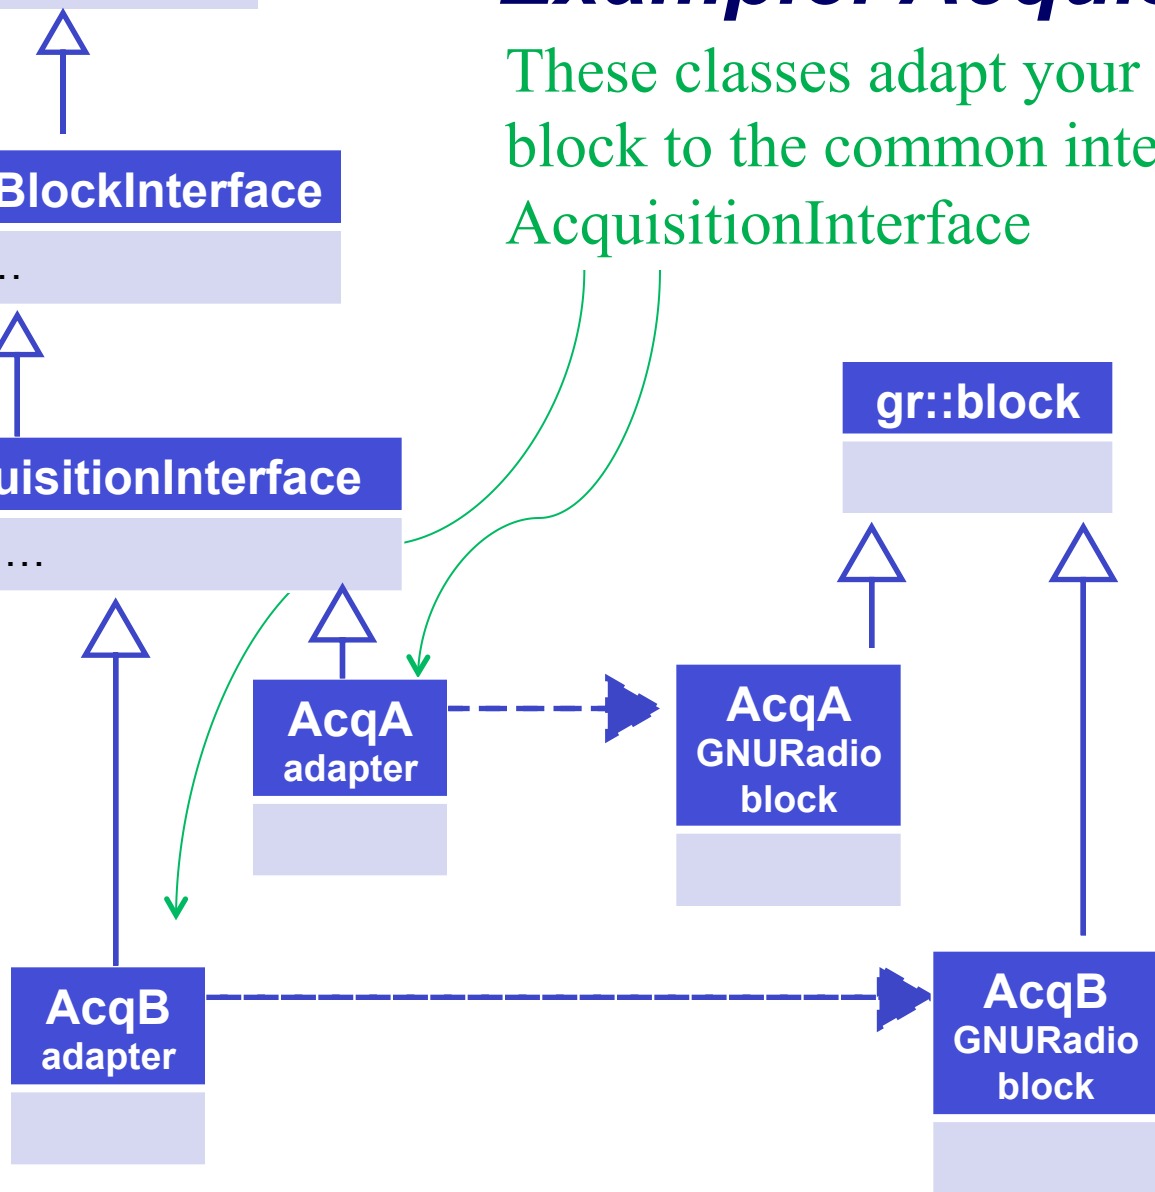 These classes adapt your
block to the common inte
AcquisitionInterface
BlockInterface
..
gr::block
uisitionInterface
...
AcqA
adapter
AcqA
GNURadio
block
AcqB
adapter
AcqB
GNURadio
block